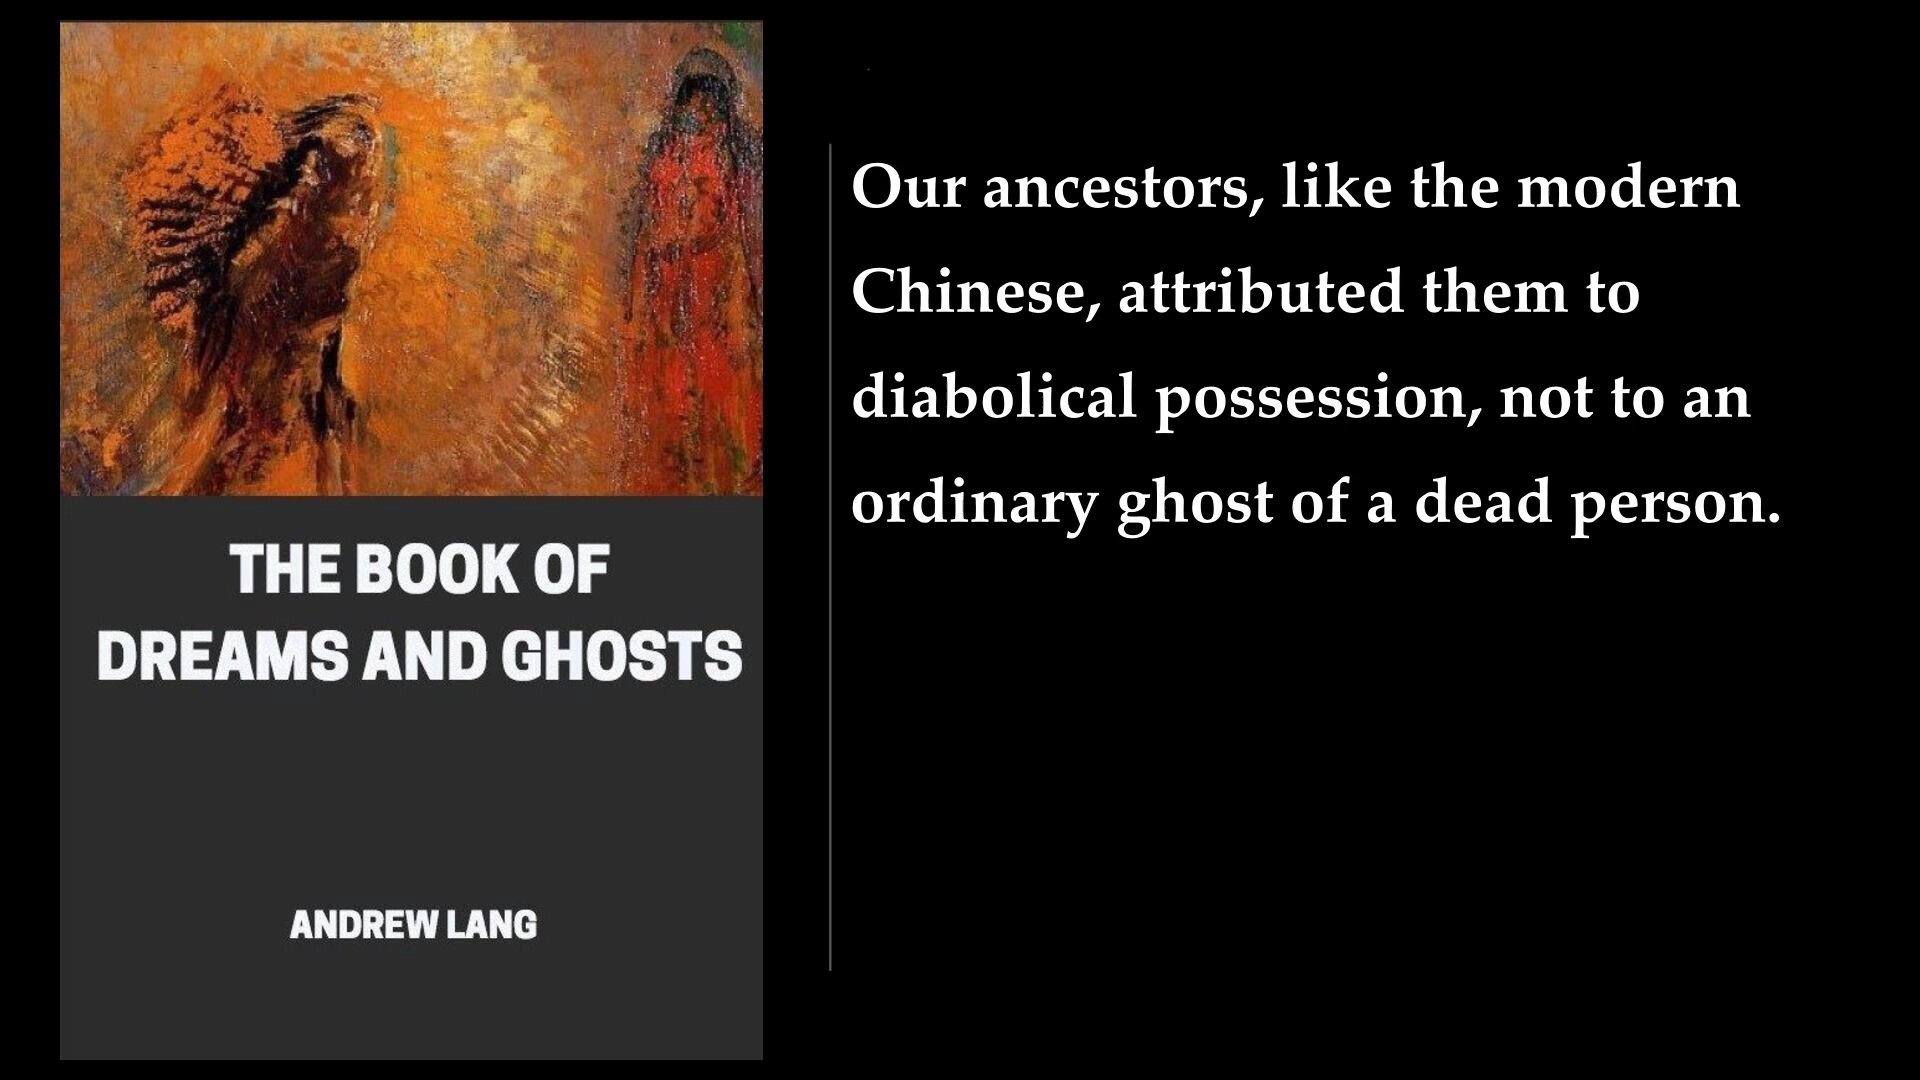 THE BOOK OF
DREAMS AND GHOSTS
ANDREW LANG
Our ancestors, like the modern
Chinese, attributed them to
diabolical possession, not to an
ordinary ghost of a dead person.